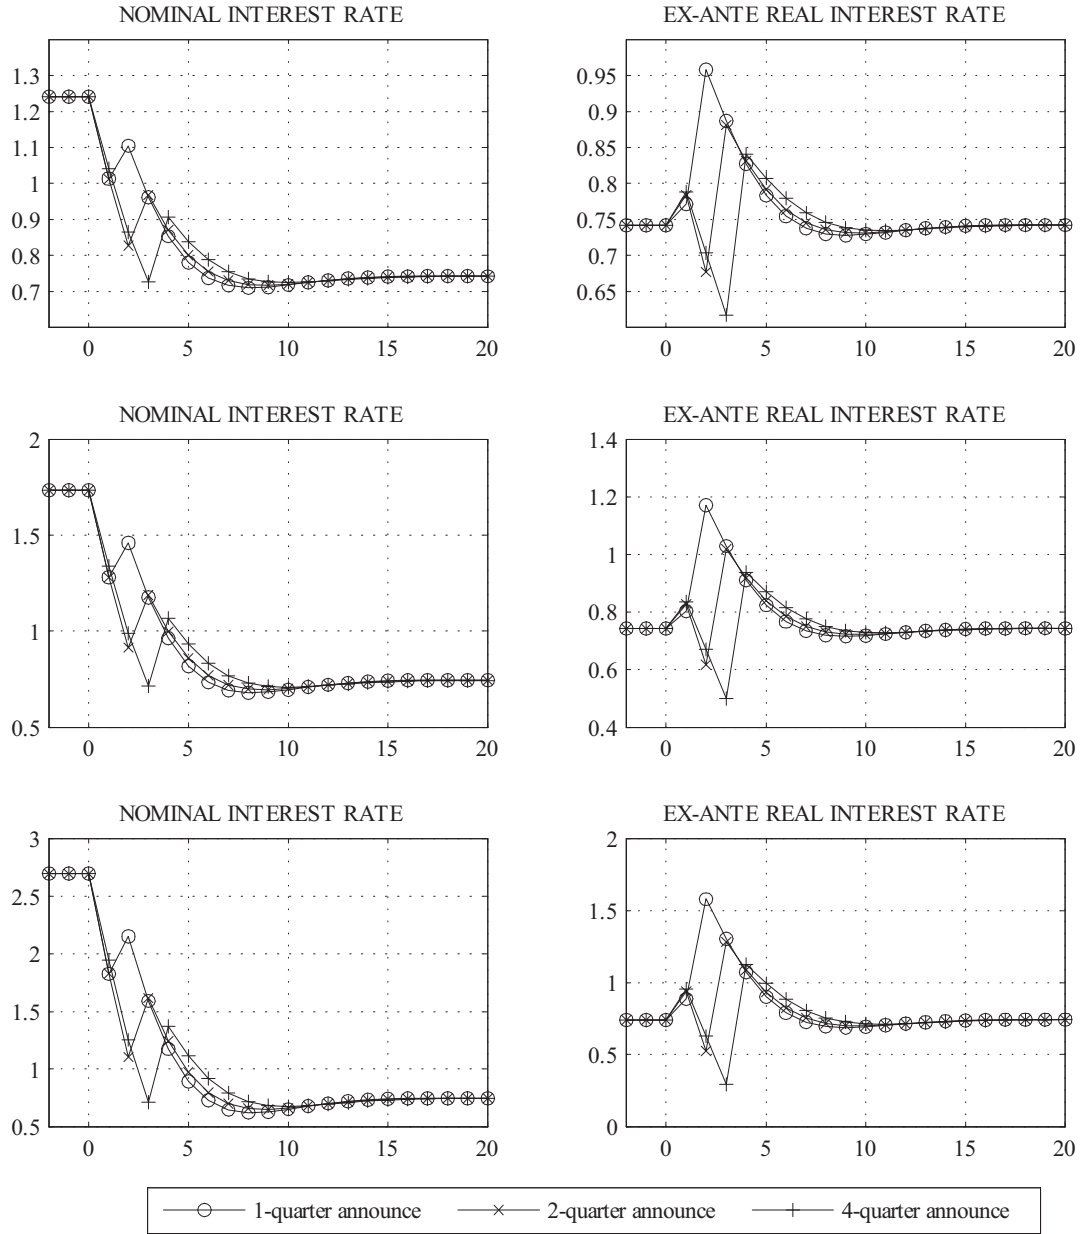 NOMINAL INTEREST RATE
1.3
1.2
1.1
1
0.9
0.8
0.7
0 5 10 15 20
EX-ANTE REAL INTEREST RATE
0.95
0.9
0.85
0.8
0.75
0.7
0.65
0 5 10 15 20
NOMINAL INTEREST RATE
2
1.5
1
0.5
0 5 10 15 20
EX-ANTE REAL INTEREST RATE
1.4
1.2
1
0.8
0.6
0.4
0 5 10 15 20
NOMINAL INTEREST RATE
3
2.5
2
1.5
1
0.5
0 5 10 15 20
EX-ANTE REAL INTEREST RATE
2
1.5
1
0.5
0
0 5 10 15 20
1-quarter announce 2-quarter announce 4-quarter announce